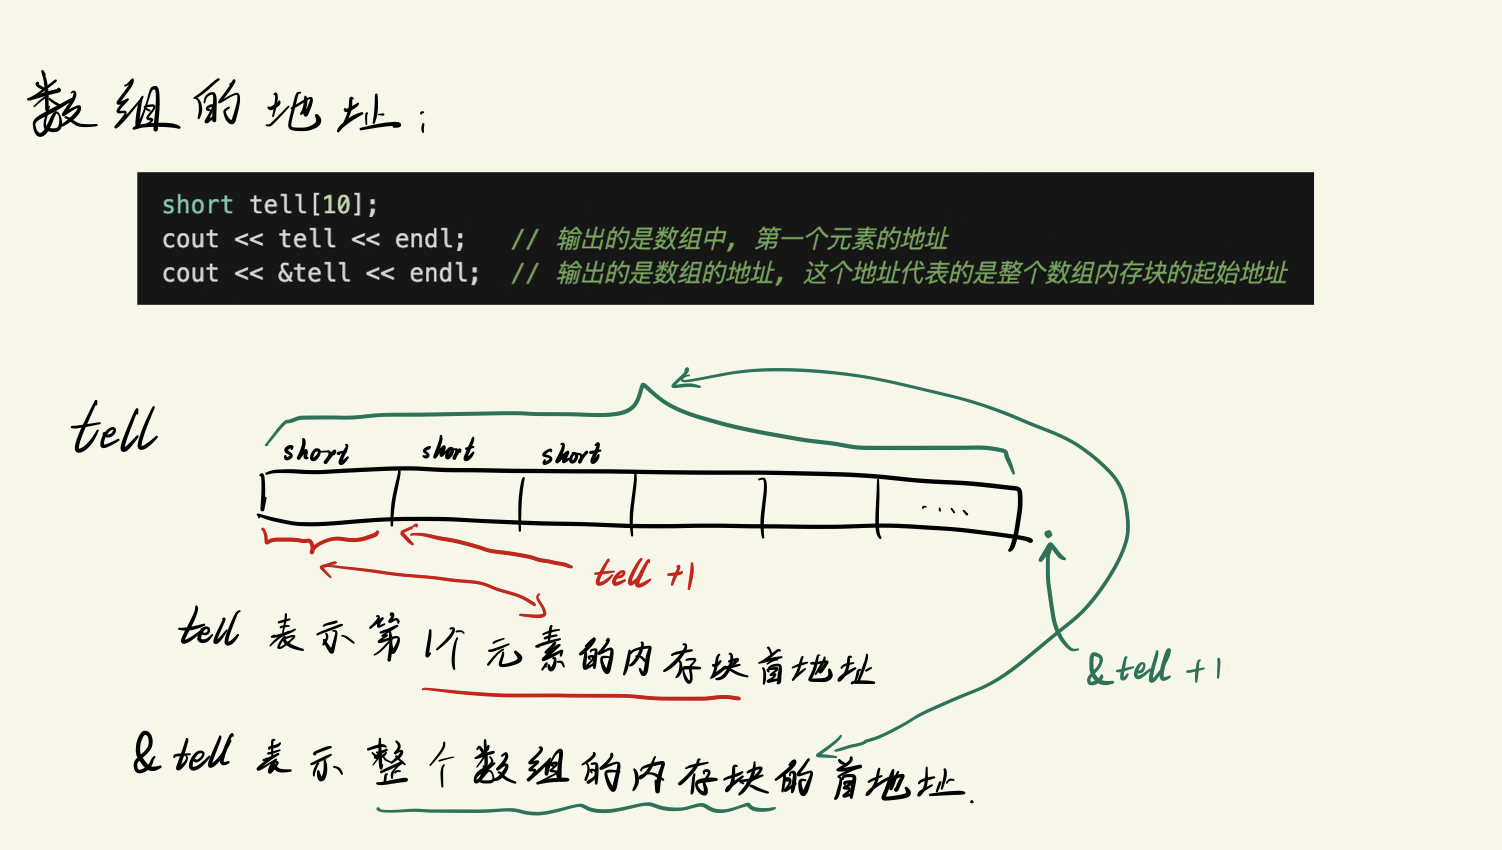 数组的地址；
short tell[10];
cout << tell << endl;   // 输出的是数组中, 第一个元素的地址
cout << &tell << endl;  // 输出的是数组的地址, 这个地址代表的是整个数组内存块的起始地址
tell
short short short
....
tell +1
tell 表示第1个元素的内存块首地址
&tell +1
&tell 表示整个数组的内存块的首地址.